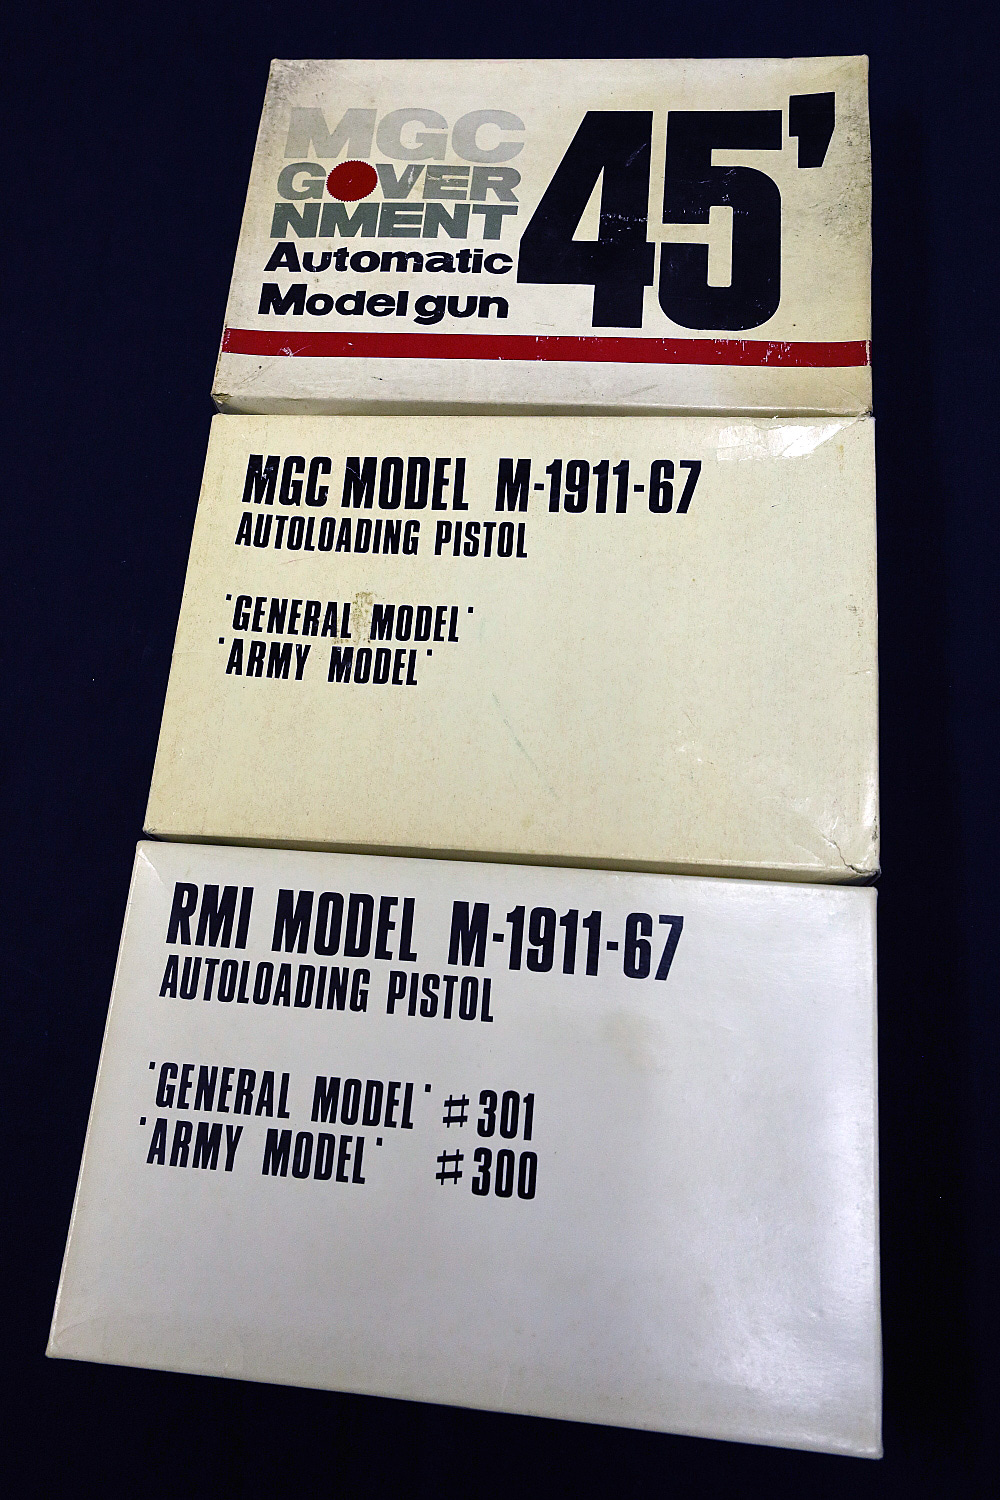 MGC
GOVER
NMENT
Automatic
Model gun
45'
MGC MODEL M-1911-67
AUTOLOADING PISTOL
'GENERAL MODEL'
'ARMY MODEL'
RMI MODEL M-1911-67
AUTOLOADING PISTOL
'GENERAL MODEL' #301
'ARMY MODEL' #300